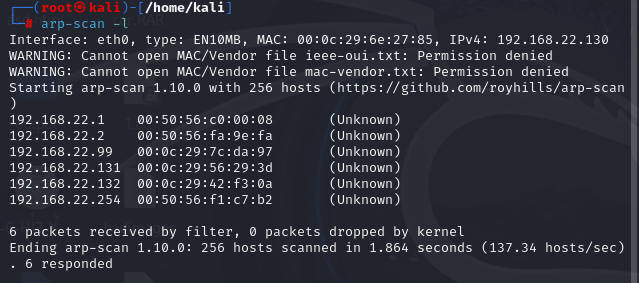 ┌──(root㉿kali)-[/home/kali]
└─# arp-scan -l
Interface: eth0, type: EN10MB, MAC: 00:0c:29:6e:27:85, IPv4: 192.168.22.130
WARNING: Cannot open MAC/Vendor file ieee-oui.txt: Permission denied
WARNING: Cannot open MAC/Vendor file mac-vendor.txt: Permission denied
Starting arp-scan 1.10.0 with 256 hosts (https://github.com/royhills/arp-scan
)
192.168.22.1 00:50:56:c0:00:08 (Unknown)
192.168.22.2 00:50:56:fa:9e:fa (Unknown)
192.168.22.99 00:0c:29:7c:da:97 (Unknown)
192.168.22.131 00:0c:29:56:29:3d (Unknown)
192.168.22.132 00:0c:29:42:f3:0a (Unknown)
192.168.22.254 00:50:56:f1:c7:b2 (Unknown)
6 packets received by filter, 0 packets dropped by kernel
Ending arp-scan 1.10.0: 256 hosts scanned in 1.864 seconds (137.34 hosts/sec)
. 6 responded